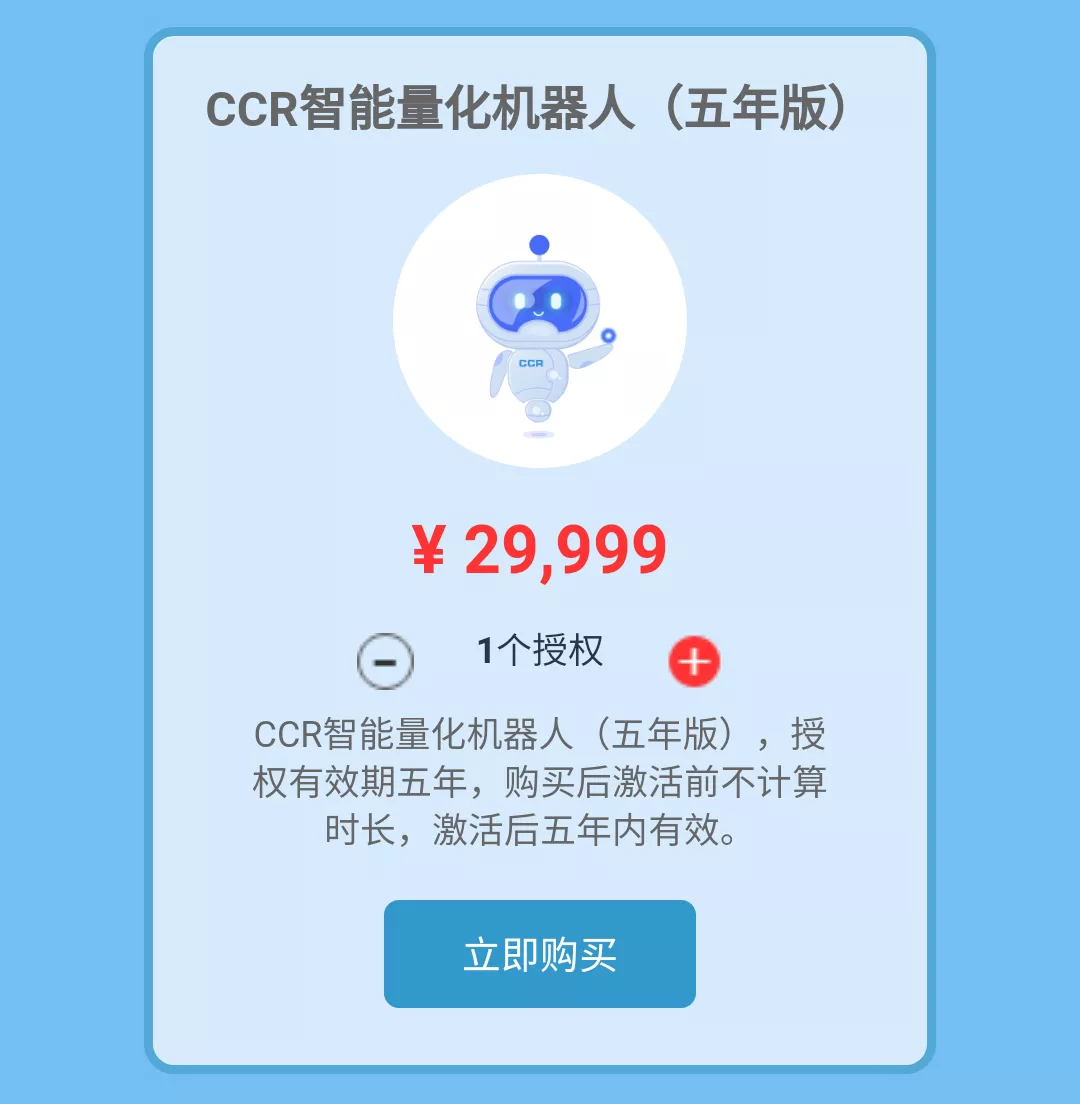 CCR智能量化机器人（五年版）
CCR
¥ 29,999
1个授权
CCR智能量化机器人（五年版），授
权有效期五年，购买后激活前不计算
时长，激活后五年内有效。
立即购买